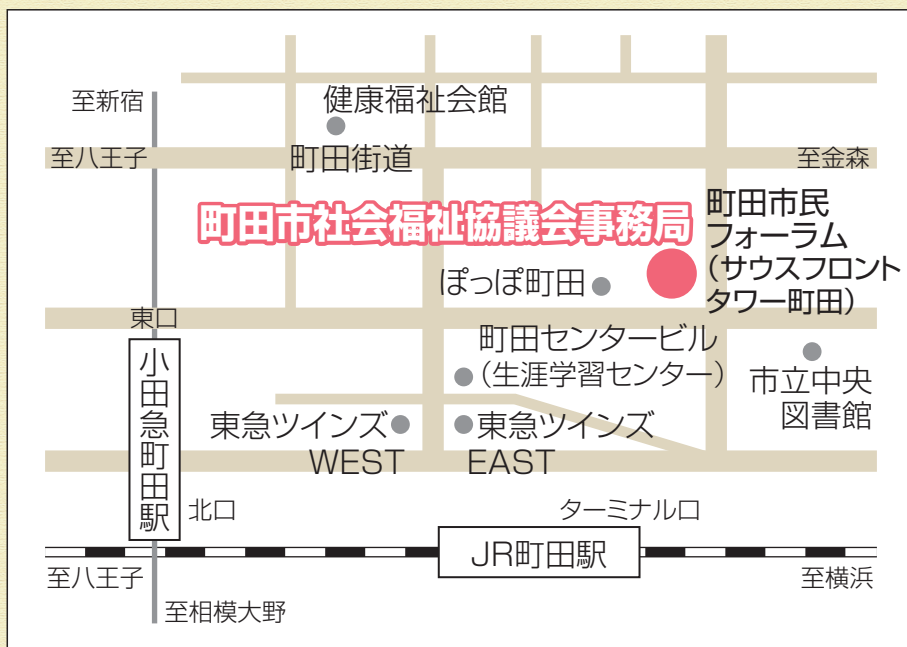 至新宿
健康福祉会館
至八王子
町田街道
至金森
町田市社会福祉協議会事務局
町田市民
フォーラム
（サウスフロント
タワー町田）
ぽっぽ町田
東口
町田センタービル
（生涯学習センター）
市立中央
図書館
小田急町田駅
東急ツインズ
WEST
東急ツインズ
EAST
北口
ターミナル口
JR町田駅
至八王子
至横浜
至相模大野